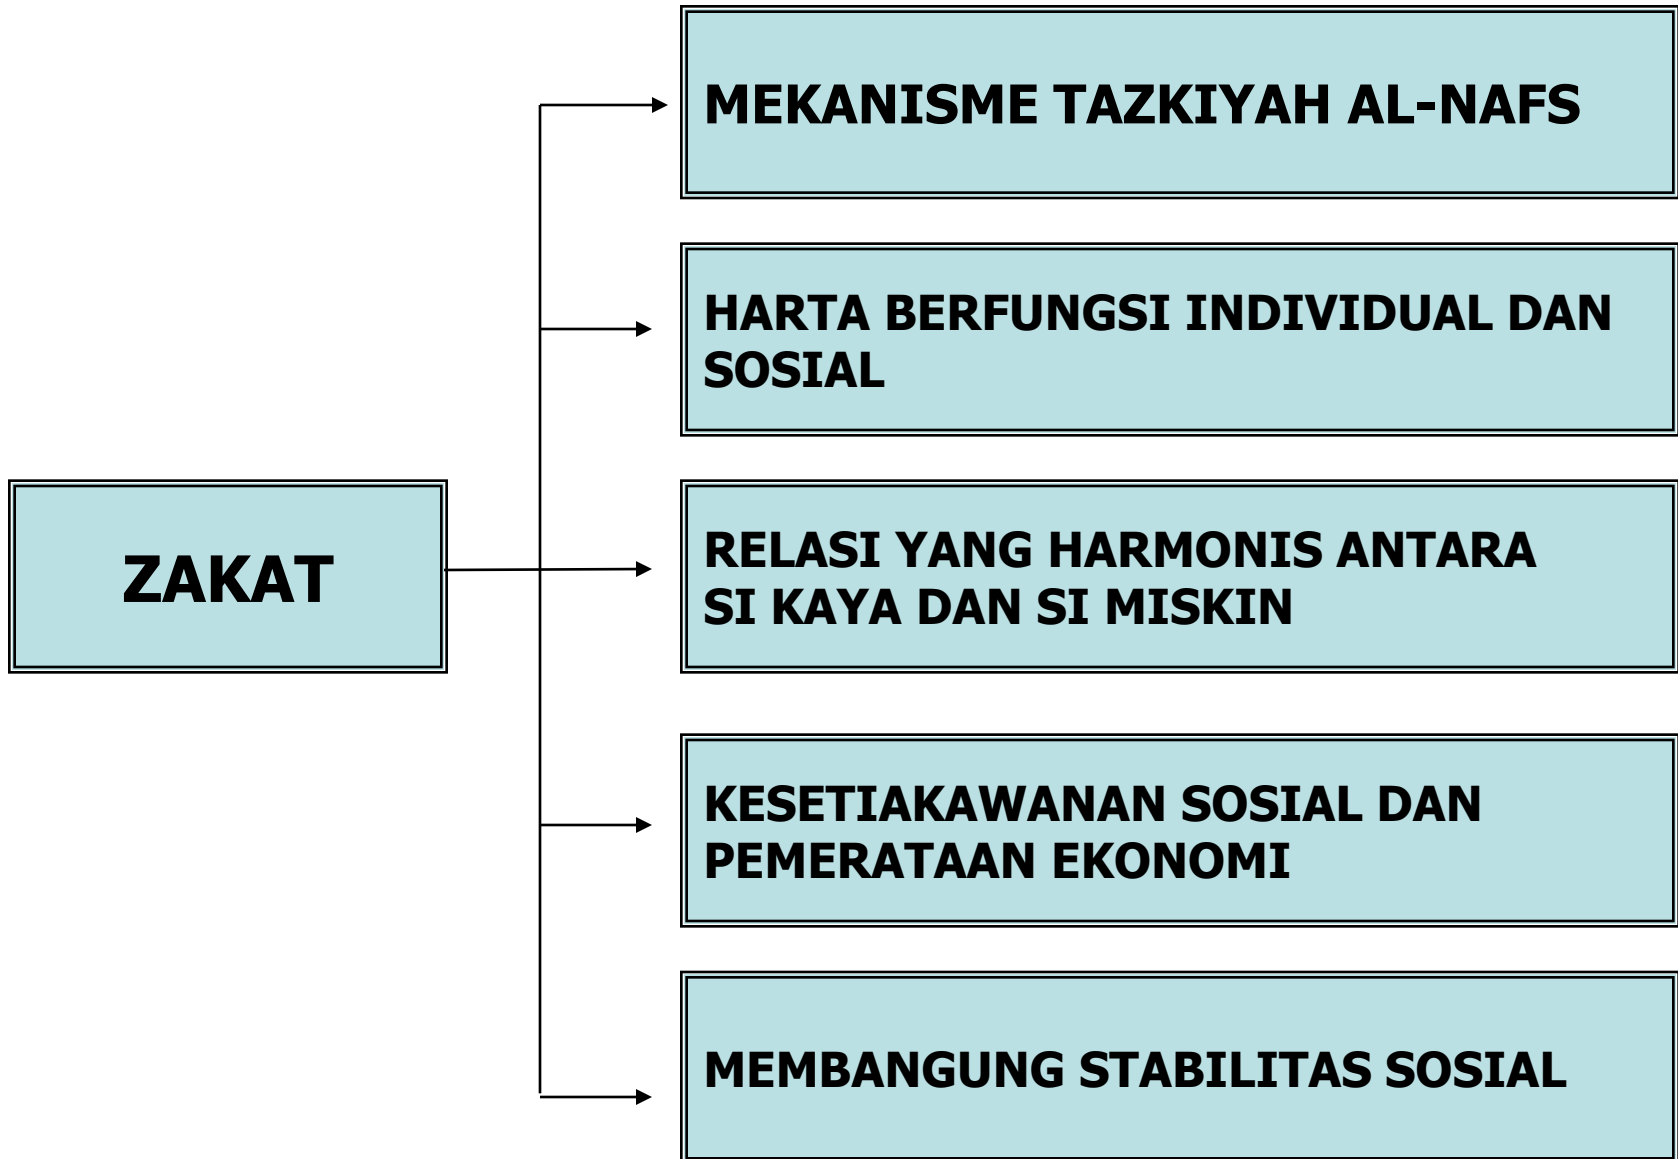 MEKANISME TAZKIYAH AL-NAFS
HARTA BERFUNGSI INDIVIDUAL DAN
SOSIAL
ZAKAT
RELASI YANG HARMONIS ANTARA
SI KAYA DAN SI MISKIN
KESETIAKAWANAN SOSIAL DAN
PEMERATAAN EKONOMI
MEMBANGUNG STABILITAS SOSIAL